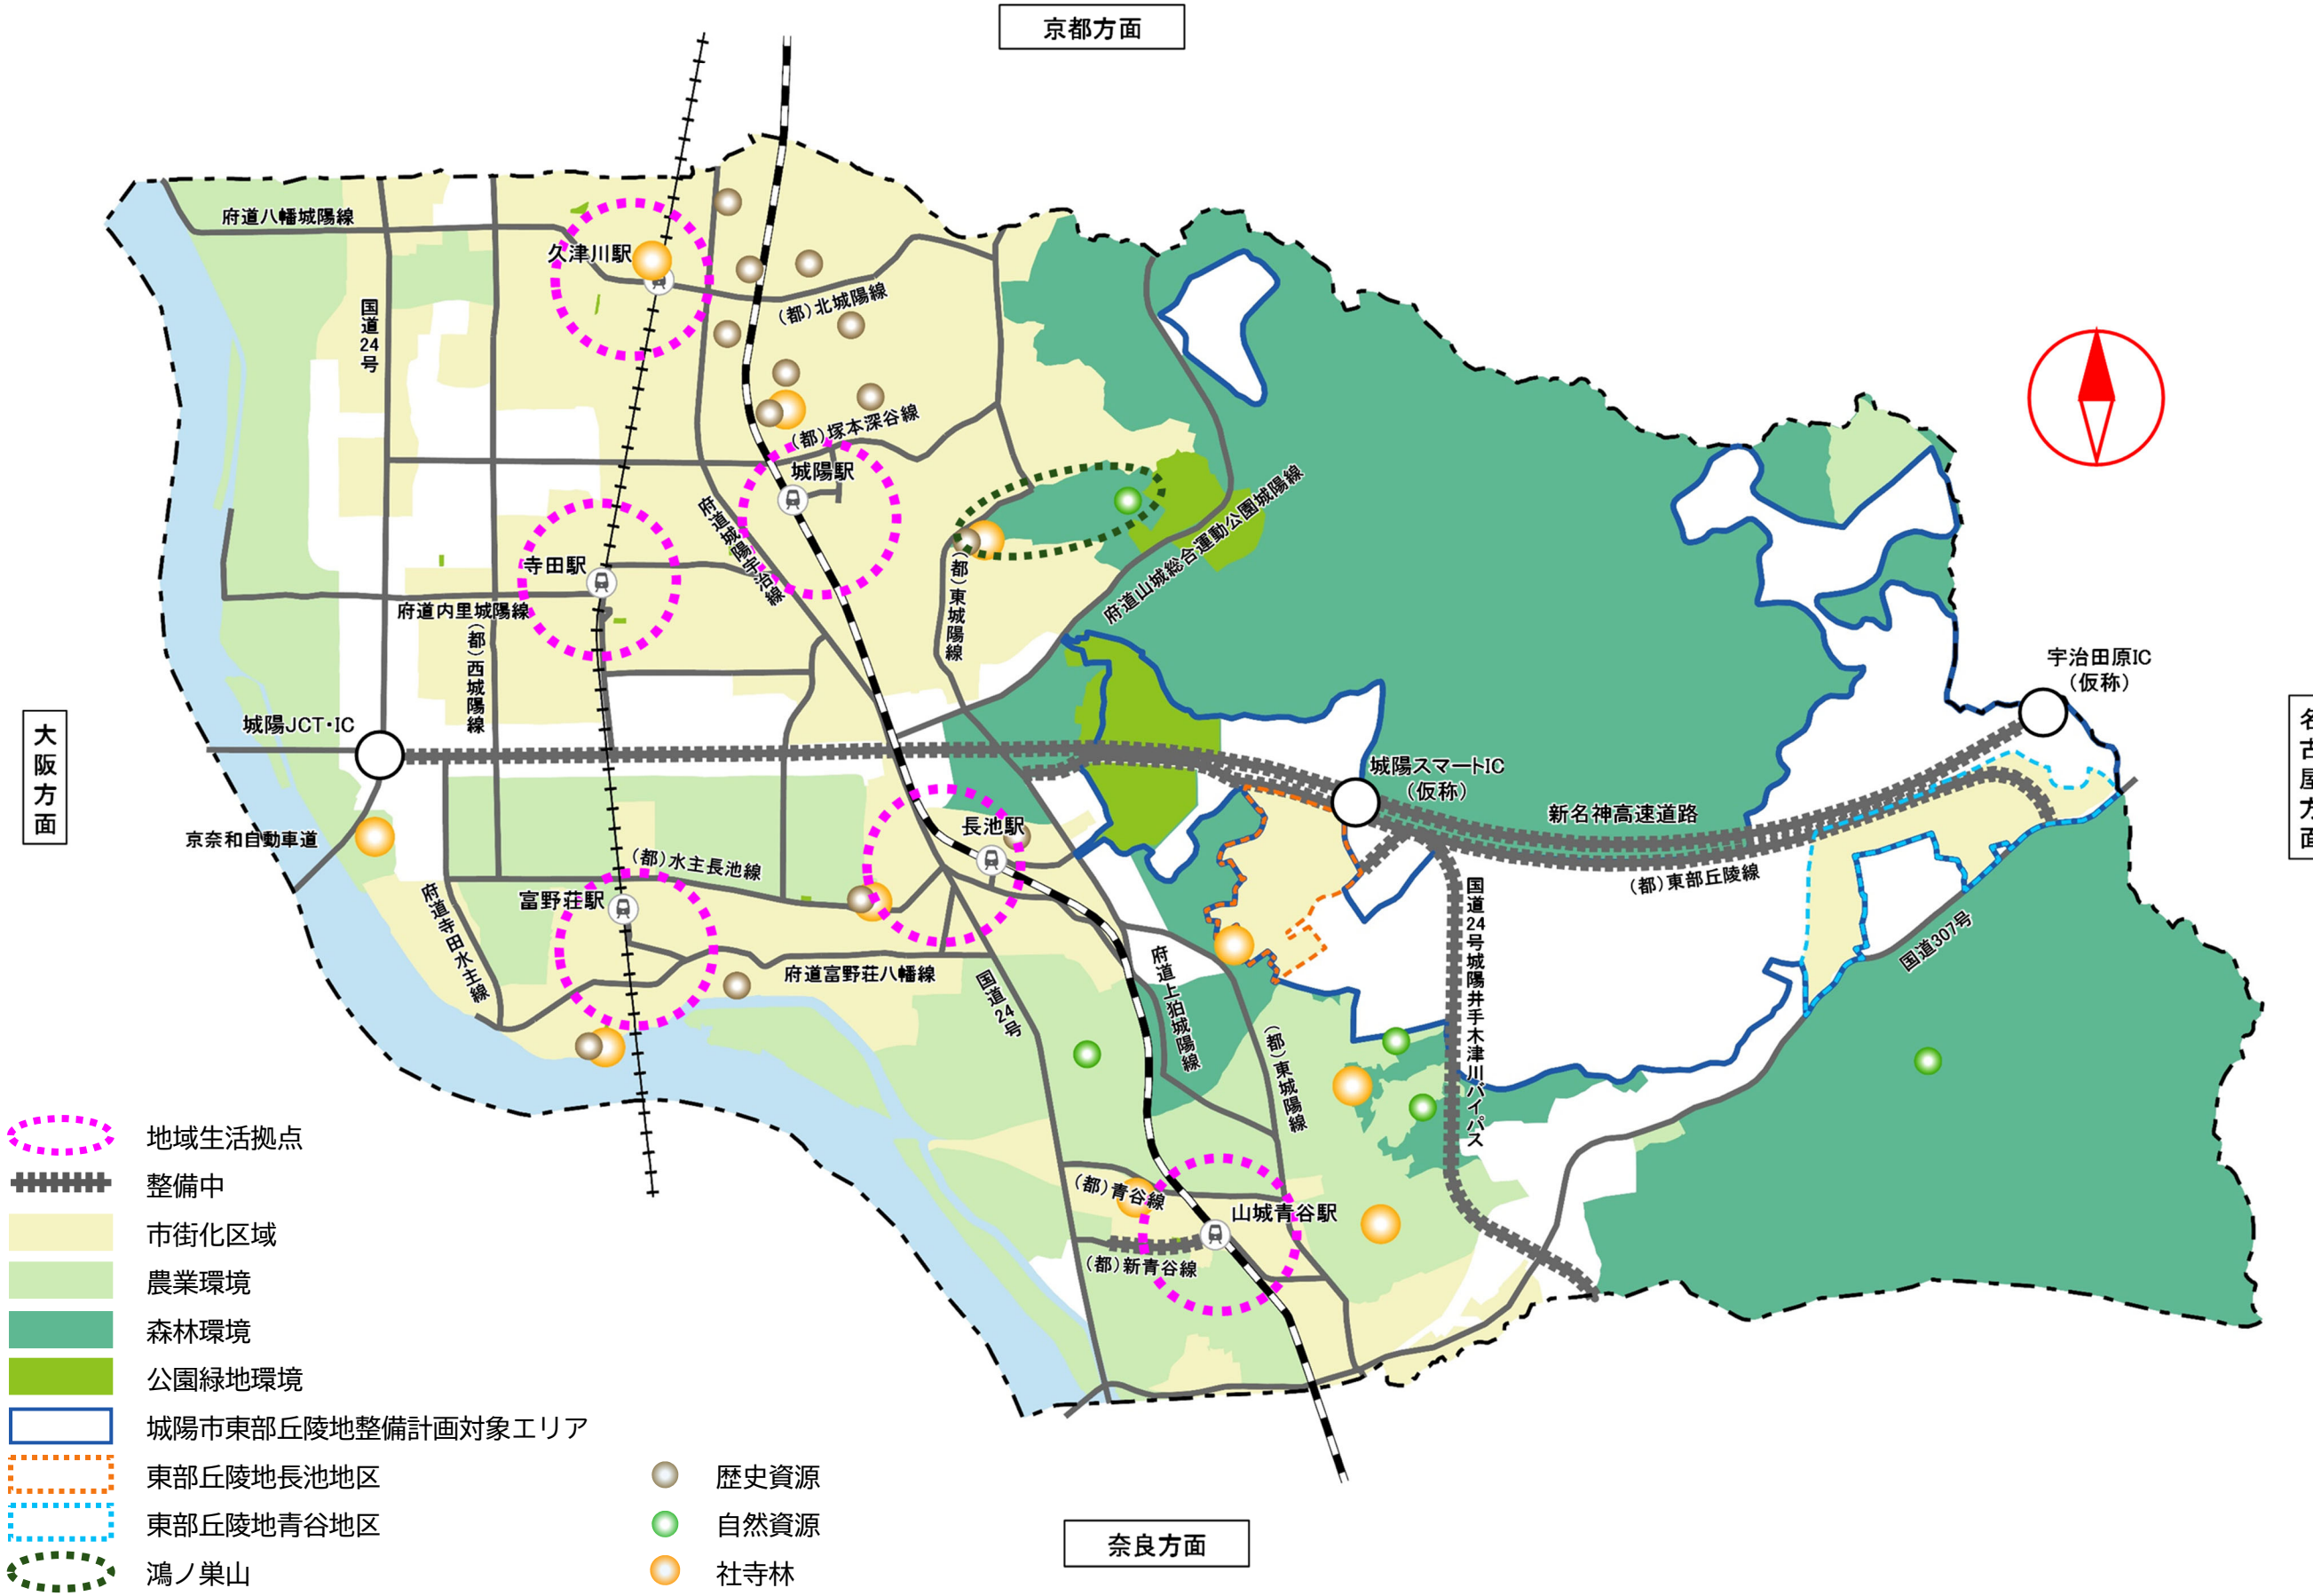 京都方面
府道八幡城陽線
久津川駅
国道24号
(都)北城陽線
(都)塚本深谷線
城陽駅
府道城陽宇治線
寺田駅
府道内里城陽線
(都)西城陽線
(都)東城陽線
府道山城総合運動公園城陽線
宇治田原IC
(仮称)
大阪方面
名古屋方面
城陽JCT・IC
城陽スマートIC
(仮称)
新名神高速道路
京奈和自動車道
長池駅
(都)水主長池線
(都)東部丘陵線
富野荘駅
府道寺田水主線
国道24号城陽井手木津川バイパス
国道307号
府道富野荘八幡線
国道24号
府道上狛城陽線
(都)東城陽線
(都)青谷線
山城青谷駅
(都)新青谷線
地域生活拠点
整備中
市街化区域
農業環境
森林環境
公園緑地環境
城陽市東部丘陵地整備計画対象エリア
東部丘陵地長池地区
東部丘陵地青谷地区
鴻ノ巣山
歴史資源
自然資源
社寺林
奈良方面